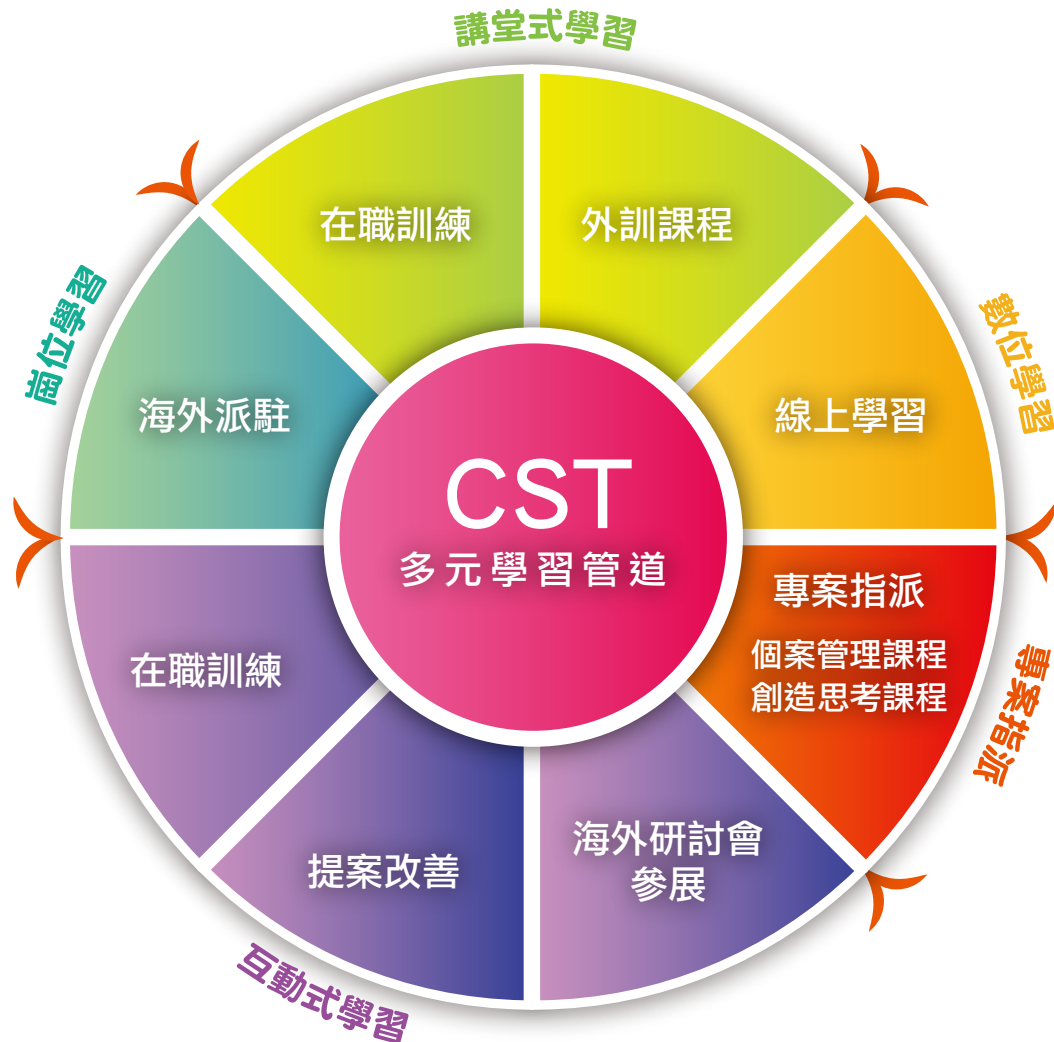 講堂式學習
在職訓練
外訓課程
崗位學習
數位學習
海外派駐
線上學習
CST
多元學習管道
在職訓練
專案指派
個案管理課程
創造思考課程
專案指派
提案改善
海外研討會
參展
互動式學習